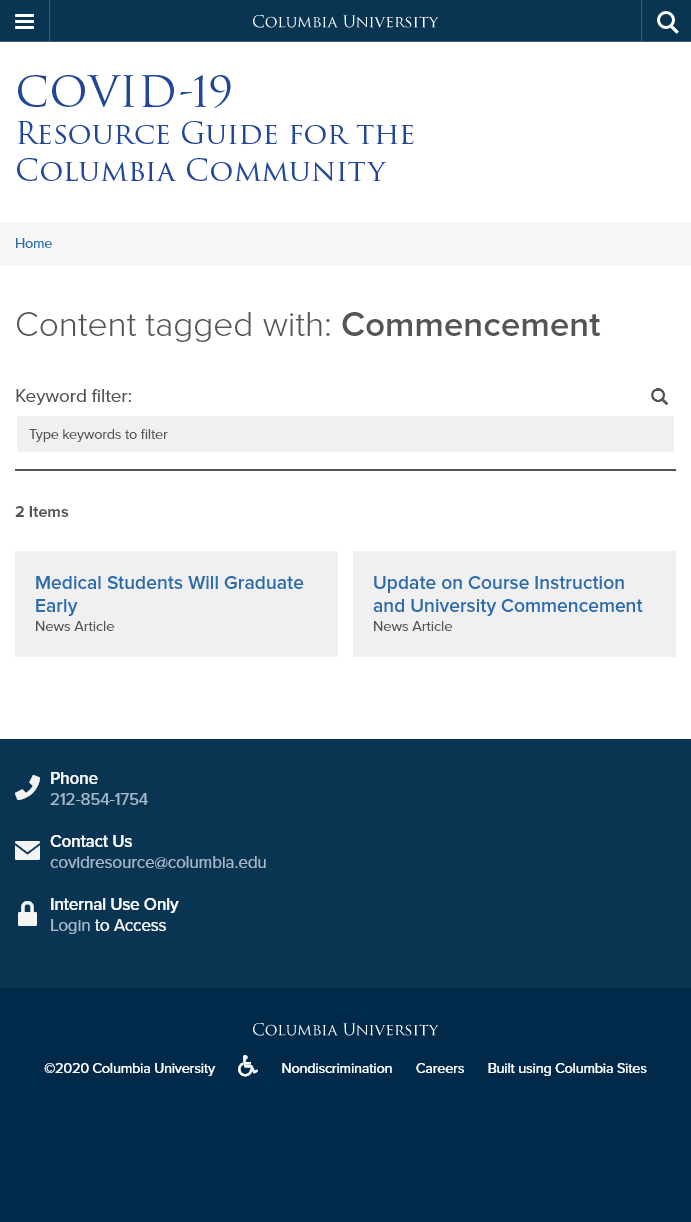 Columbia University
COVID-19
Resource Guide for the
Columbia Community
Home
Content tagged with: Commencement
Keyword filter:
Type keywords to filter
2 Items
Medical Students Will Graduate
Early
News Article
Update on Course Instruction
and University Commencement
News Article
Phone
212-854-1754
Contact Us
covidresource@columbia.edu
Internal Use Only
Login to Access
Columbia University
©2020 Columbia University Nondiscrimination Careers Built using Columbia Sites